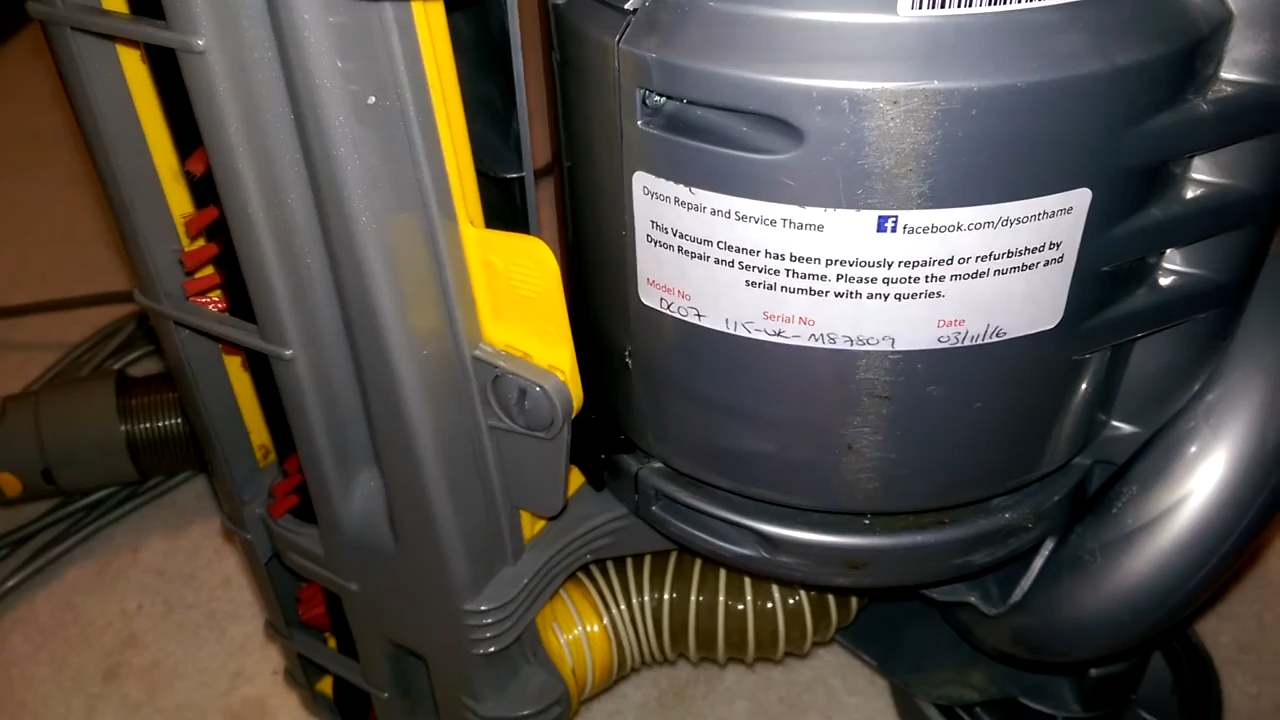 Dyson Repair and Service Thame
facebook.com/dysonthame
This Vacuum Cleaner has been previously repaired or refurbished by
Dyson Repair and Service Thame. Please quote the model number and
serial number with any queries.
Model No Serial No Date
DC07 115-UK-M87809 03/11/16